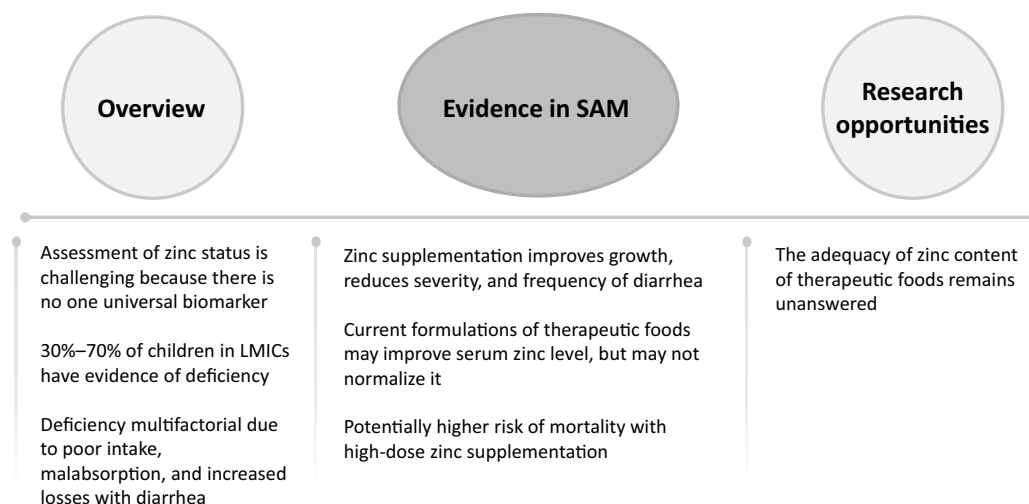 Overview
Evidence in SAM
Research
opportunities
Assessment of zinc status is
challenging because there is
no one universal biomarker
30%–70% of children in LMICs
have evidence of deficiency
Deficiency multifactorial due
to poor intake,
malabsorption, and increased
losses with diarrhea
Zinc supplementation improves growth,
reduces severity, and frequency of diarrhea
Current formulations of therapeutic foods
may improve serum zinc level, but may not
normalize it
Potentially higher risk of mortality with
high-dose zinc supplementation
The adequacy of zinc content
of therapeutic foods remains
unanswered